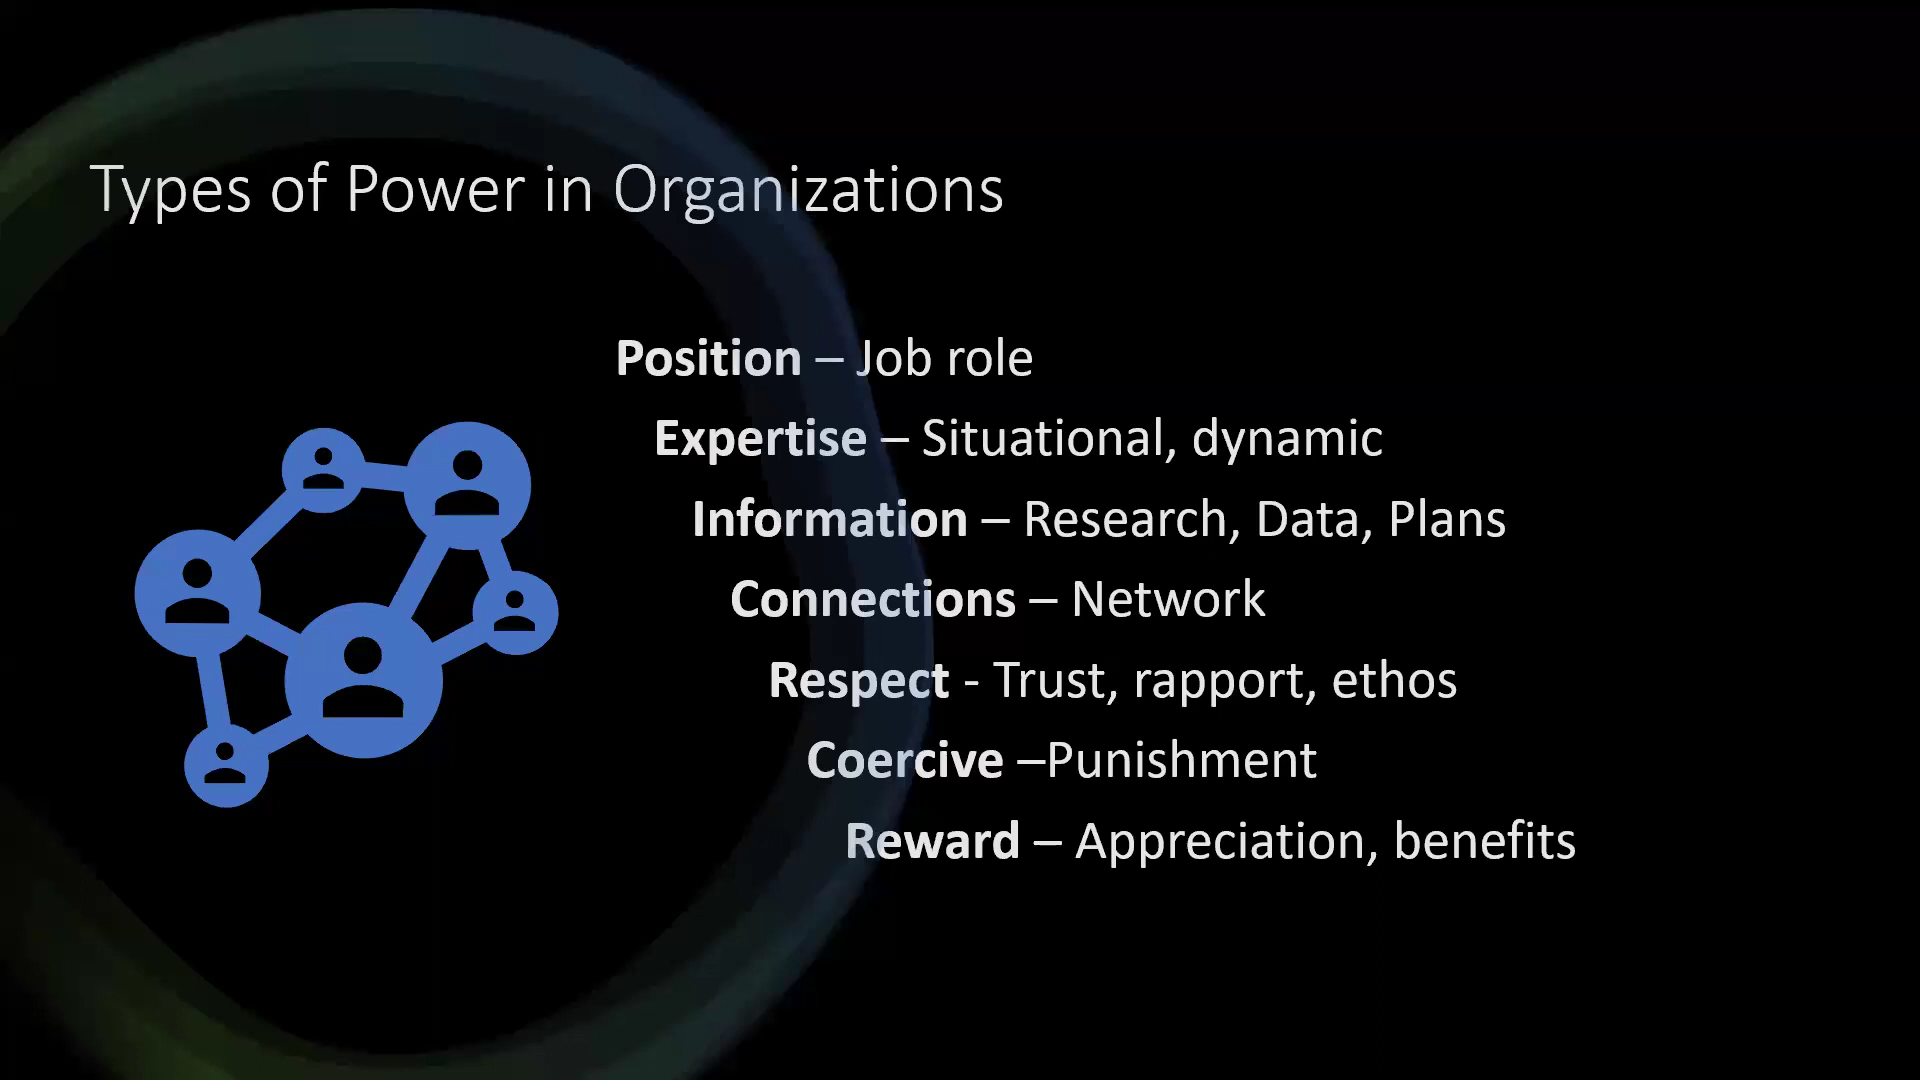 Types of Power in Organizations
Position – Job role
Expertise – Situational, dynamic
Information – Research, Data, Plans
Connections – Network
Respect - Trust, rapport, ethos
Coercive –Punishment
Reward – Appreciation, benefits